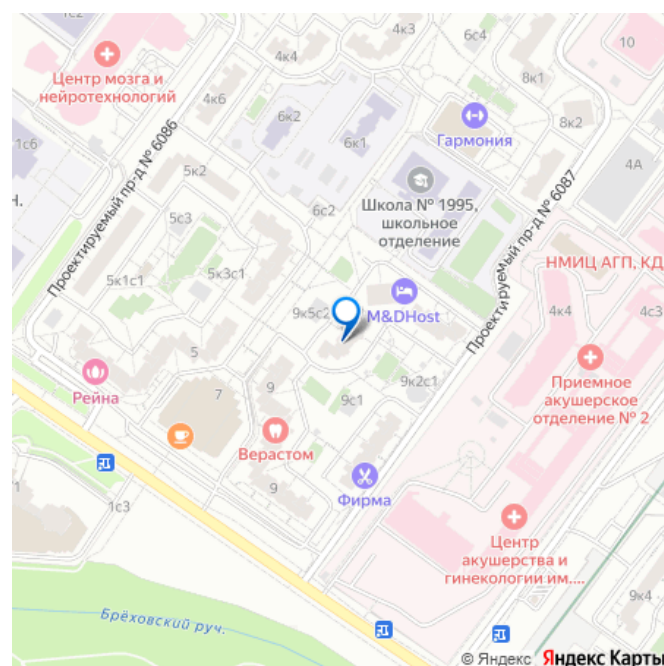 1с2
Центр мозга и
нейротехнологий
1с6
Н.
4к4
4к6
6с4
10
8к1
8к2
Гармония
6к2
6к1
5к2
Проектируемый пр-д № 6086
5с3
6с2
Школа № 1995,
школьное
отделение
4А
Проектируемый пр-д № 6087
НМИЦ АГП, КД
5к1с1
5к3с1
9к5с2
M&DHost
4к4
4с3
Приемное
акушерское
отделение № 2
5
Рейна
7
9
9к2с1
9с1
Верастом
9
Фирма
1
1с3
Центр
акушерства и
гинекологии им....
9к4
Брёховский руч.
© Яндекс Яндекс Карты